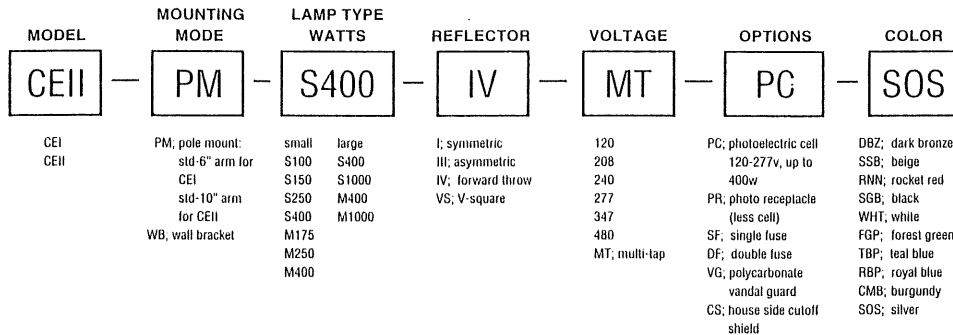 MODEL
MOUNTING
MODE
LAMP TYPE
WATTS
REFLECTOR
VOLTAGE
OPTIONS
COLOR
CEII — PM — S400 — IV — MT — PC — SOS
CEI
CEII
PM; pole mount:
std-6" arm for
CEI
std-10" arm
for CEII
WB; wall bracket
small large
S100 S400
S150 S1000
S250 M400
S400 M1000
M175
M250
M400
I; symmetric
III; asymmetric
IV; forward throw
VS; V-square
120
208
240
277
347
480
MT; multi-tap
PC; photoelectric cell
120-277v, up to
400w
PR; photo receptacle
(less cell)
SF; single fuse
DF; double fuse
VG; polycarbonate
vandal guard
CS; house side cutoff
shield
DBZ; dark bronze
SSB; beige
RNN; rocket red
SGB; black
WHT; white
FGP; forest green
TBP; teal blue
RBP; royal blue
CMB; burgundy
SOS; silver